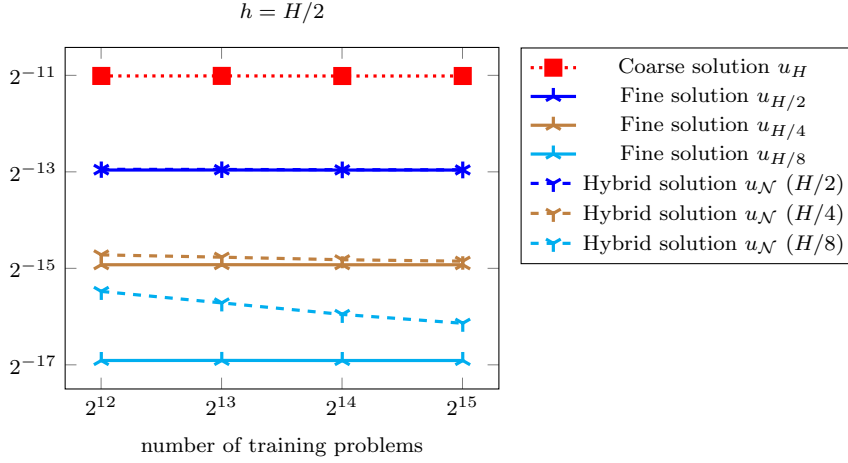 h = H/2
2^{-11}
2^{-13}
2^{-15}
2^{-17}
2^{12} 2^{13} 2^{14} 2^{15}
number of training problems
Coarse solution u_H
Fine solution u_{H/2}
Fine solution u_{H/4}
Fine solution u_{H/8}
Hybrid solution u_𝒩 (H/2)
Hybrid solution u_𝒩 (H/4)
Hybrid solution u_𝒩 (H/8)